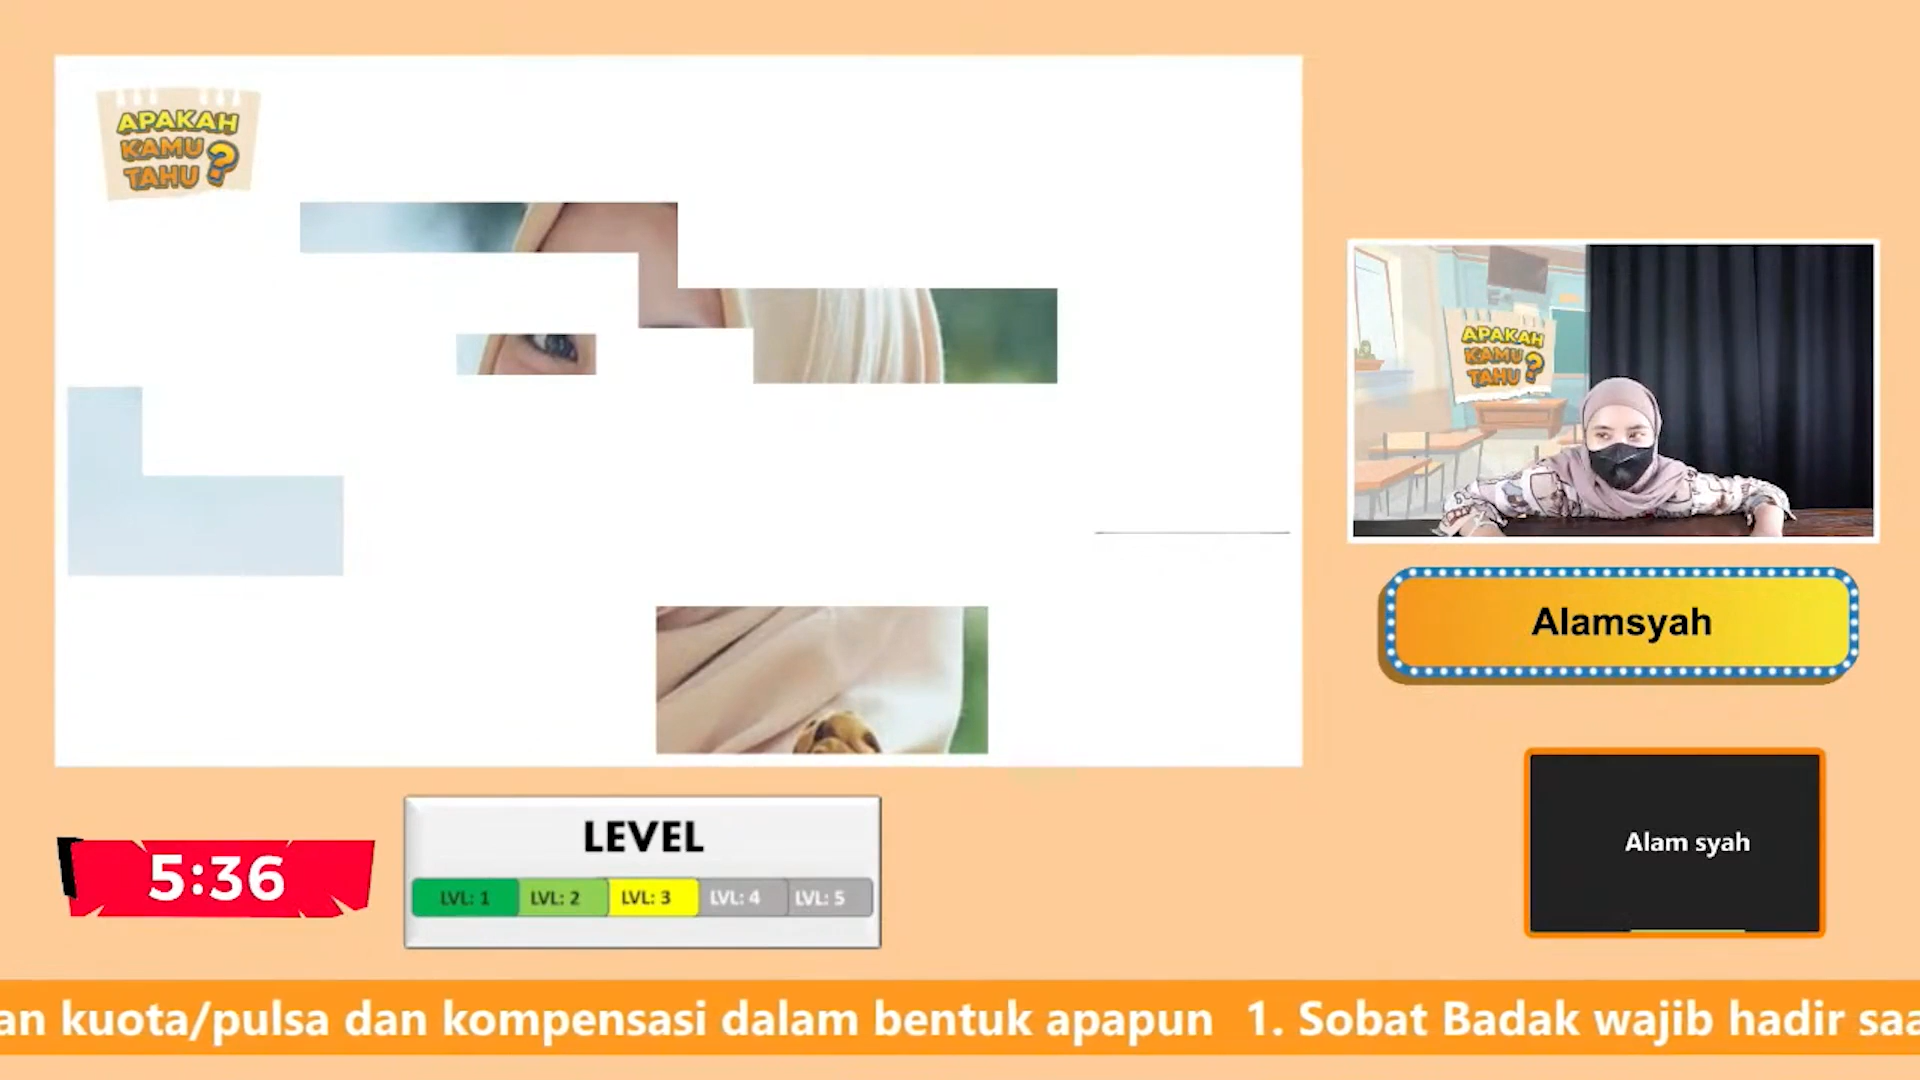 APAKAH
KAMU
TAHU ?
APAKAH
KAMU
TAHU ?
Alamsyah
Alam syah
5:36
LEVEL
LVL: 1 LVL: 2 LVL: 3 LVL: 4 LVL: 5
an kuota/pulsa dan kompensasi dalam bentuk apapun 1. Sobat Badak wajib hadir saa